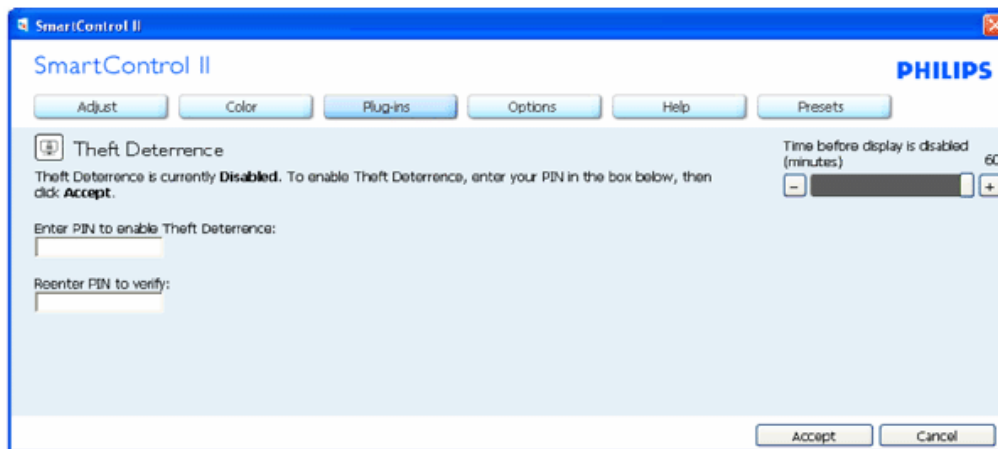 SmartControl II
SmartControl II
PHILIPS
Adjust Color Plug-ins Options Help Presets
Theft Deterrence
Theft Deterrence is currently Disabled. To enable Theft Deterrence, enter your PIN in the box below, then
click Accept.
Time before display is disabled
(minutes) 60
- +
Enter PIN to enable Theft Deterrence:
Reenter PIN to verify:
Accept Cancel